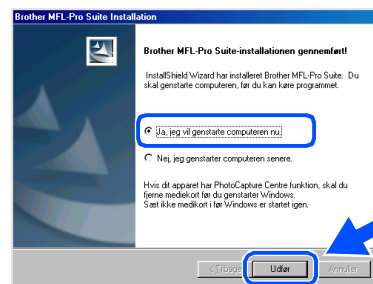 Brother MFL-Pro Suite Installation
Brother MFL-Pro Suite-installationen gennemført!
InstallShield Wizard har installeret Brother MFL-Pro Suite. Du
skal genstarte computeren, før du kan køre programmet.
Ja, jeg vil genstarte computeren nu.
Nej, jeg genstarter computeren senere.
Hvis dit apparat har PhotoCapture Centre funktion, skal du
fjerne mediekort før du genstarter Windows.
Sæt ikke medikort i før Windows er startet igen.
< Tilbage
Udfør
Annuller